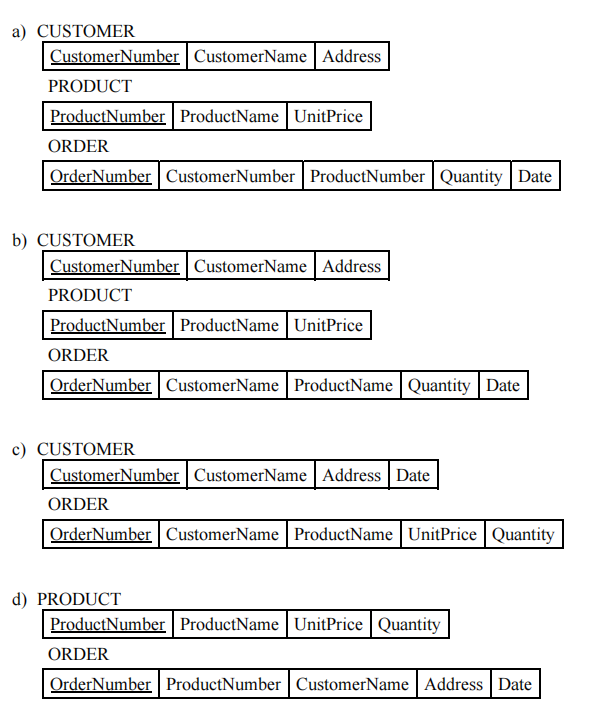 a) CUSTOMER
CustomerNumber CustomerName Address
PRODUCT
ProductNumber ProductName UnitPrice
ORDER
OrderNumber CustomerNumber ProductNumber Quantity Date
b) CUSTOMER
CustomerNumber CustomerName Address
PRODUCT
ProductNumber ProductName UnitPrice
ORDER
OrderNumber CustomerName ProductName Quantity Date
c) CUSTOMER
CustomerNumber CustomerName Address Date
ORDER
OrderNumber CustomerName ProductName UnitPrice Quantity
d) PRODUCT
ProductNumber ProductName UnitPrice Quantity
ORDER
OrderNumber ProductNumber CustomerName Address Date